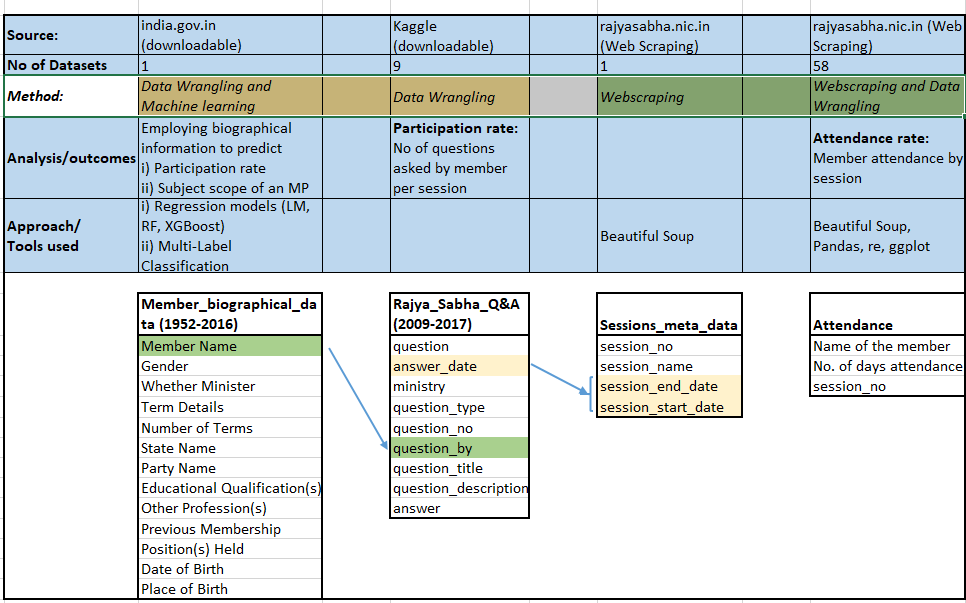 Source:
india.gov.in
(downloadable)
Kaggle
(downloadable)
rajyasabha.nic.in
(Web Scraping)
rajyasabha.nic.in (Web
Scraping)
No of Datasets
1
9
1
58
Method:
Data Wrangling and
Machine learning
Data Wrangling
Webscraping
Webscraping and Data
Wrangling
Analysis/outcomes
Employing biographical
information to predict
i) Participation rate
ii) Subject scope of an MP
Participation rate:
No of questions
asked by member
per session
Attendance rate:
Member attendance by
session
Approach/
Tools used
i) Regression models (LM,
RF, XGBoost)
ii) Multi-Label
Classification
Beautiful Soup
Beautiful Soup,
Pandas, re, ggplot
Member_biographical_da
ta (1952-2016)
Member Name
Gender
Whether Minister
Term Details
Number of Terms
State Name
Party Name
Educational Qualification(s)
Other Profession(s)
Previous Membership
Position(s) Held
Date of Birth
Place of Birth
Rajya_Sabha_Q&A
(2009-2017)
question
answer_date
ministry
question_type
question_no
question_by
question_title
question_description
answer
Sessions_meta_data
session_no
session_name
session_end_date
session_start_date
Attendance
Name of the member
No. of days attendance
session_no